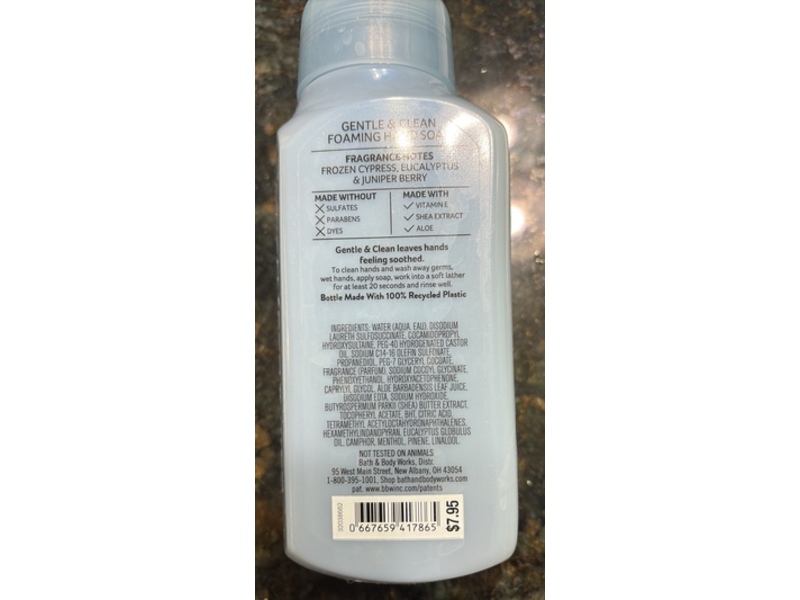 GENTLE & CLEAN
FOAMING HAND SOAP
FRAGRANCE NOTES
FROZEN CYPRESS, EUCALYPTUS
& JUNIPER BERRY
MADE WITHOUT
SULFATES
PARABENS
DYES
MADE WITH
VITAMIN E
SHEA EXTRACT
ALOE
Gentle & Clean leaves hands
feeling soothed.
To clean hands and wash away germs,
wet hands, apply soap, work into a soft lather
for at least 20 seconds and rinse well.
Bottle Made With 100% Recycled Plastic
INGREDIENTS: WATER (AQUA, EAU), DISODIUM
LAURETH SULFOSUCCINATE, COCAMIDOPROPYL
HYDROXYSULTAINE, PEG-40 HYDROGENATED CASTOR
OIL, SODIUM C14-16 OLEFIN SULFONATE,
PROPANEDIOL, PEG-7 GLYCERYL COCOATE,
FRAGRANCE (PARFUM), SODIUM COCOYL GLYCINATE,
PHENOXYETHANOL, HYDROXYACETOPHENONE,
CAPRYLYL GLYCOL, ALOE BARBADENSIS LEAF JUICE,
DISODIUM EDTA, SODIUM HYDROXIDE,
BUTYROSPERMUM PARKII (SHEA) BUTTER EXTRACT,
TOCOPHERYL ACETATE, BHT, CITRIC ACID,
TETRAMETHYL ACETYLOCTAHYDRONAPHTHALENES,
HEXAMETHYLINDANOPYRAN, EUCALYPTUS GLOBULUS
OIL, CAMPHOR, MENTHOL, PINENE, LINALOOL.
NOT TESTED ON ANIMALS
Bath & Body Works, Distr.
95 West Main Street, New Albany, OH 43054
1-800-395-1001, Shop bathandbodyworks.com
pat. www.bbwinc.com/patents
0 667659 417865
$7.95